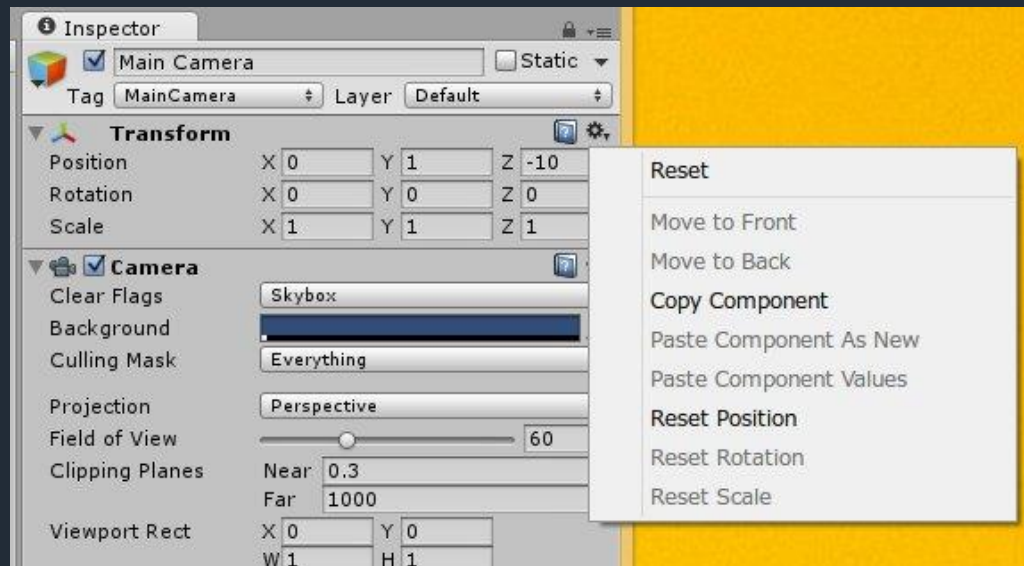 Inspector
Main Camera Static
Tag MainCamera Layer Default
Transform
Position X 0 Y 1 Z -10
Rotation X 0 Y 0 Z 0
Scale X 1 Y 1 Z 1
Camera
Clear Flags Skybox
Background
Culling Mask Everything
Projection Perspective
Field of View 60
Clipping Planes Near 0.3
Far 1000
Viewport Rect X 0 Y 0
W 1 H 1
Reset
Move to Front
Move to Back
Copy Component
Paste Component As New
Paste Component Values
Reset Position
Reset Rotation
Reset Scale